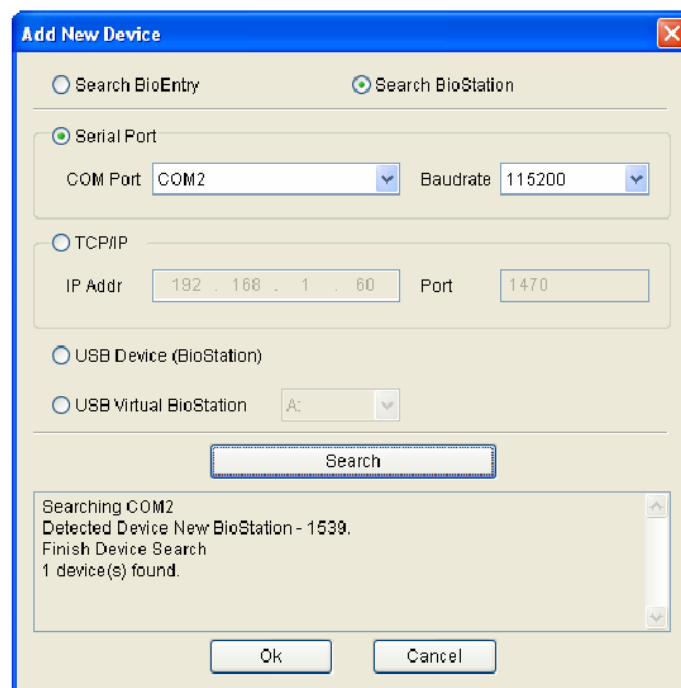 Add New Device
Search BioEntry Search BioStation
Serial Port
COM Port COM2 Baudrate 115200
TCP/IP
IP Addr 192 . 168 . 1 . 60 Port 1470
USB Device (BioStation)
USB Virtual BioStation A:
Search
Searching COM2
Detected Device New BioStation - 1539.
Finish Device Search
1 device(s) found.
Ok Cancel